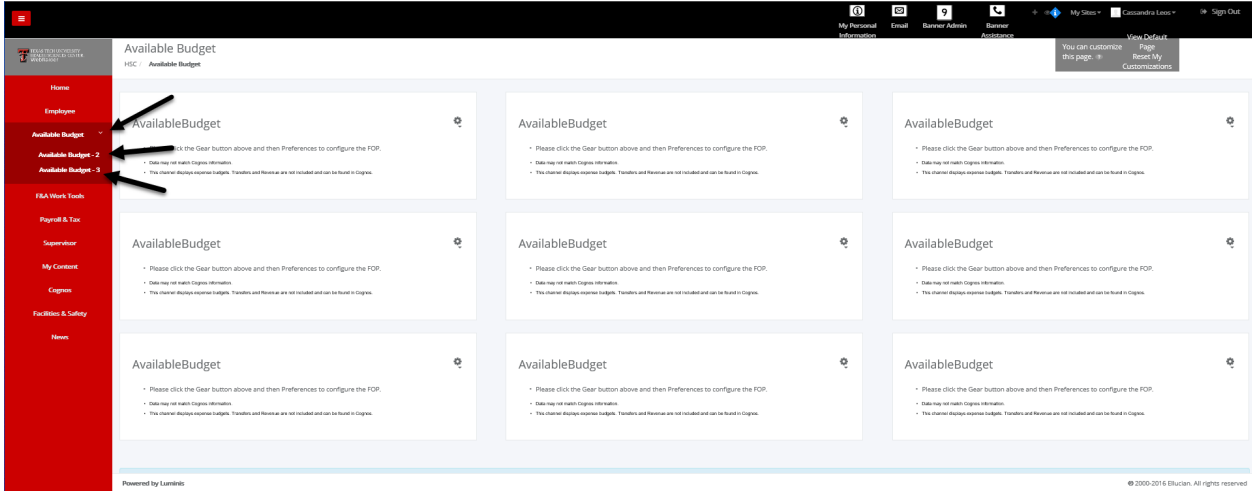 My Personal
Information
Email
9
Banner Admin
Banner
Assistance
My Sites
Cassandra Leos
Sign Out
TEXAS TECH UNIVERSITY
HEALTH SCIENCES CENTER
Available Budget
HSC / Available Budget
You can customize
this page.
View Default
Page
Reset My
Customizations
Home
Employee
Available Budget
Available Budget - 2
Available Budget - 3
F&A Work Tools
Payroll & Tax
Supervisor
My Content
Cognos
Facilities & Safety
News
AvailableBudget
Please click the Gear button above and then Preferences to configure the FOP.
Data may not match Cognos information.
This channel displays expense budgets. Transfers and Revenue are not included and can be found in Cognos.
AvailableBudget
Please click the Gear button above and then Preferences to configure the FOP.
Data may not match Cognos information.
This channel displays expense budgets. Transfers and Revenue are not included and can be found in Cognos.
AvailableBudget
Please click the Gear button above and then Preferences to configure the FOP.
Data may not match Cognos information.
This channel displays expense budgets. Transfers and Revenue are not included and can be found in Cognos.
AvailableBudget
Please click the Gear button above and then Preferences to configure the FOP.
Data may not match Cognos information.
This channel displays expense budgets. Transfers and Revenue are not included and can be found in Cognos.
AvailableBudget
Please click the Gear button above and then Preferences to configure the FOP.
Data may not match Cognos information.
This channel displays expense budgets. Transfers and Revenue are not included and can be found in Cognos.
AvailableBudget
Please click the Gear button above and then Preferences to configure the FOP.
Data may not match Cognos information.
This channel displays expense budgets. Transfers and Revenue are not included and can be found in Cognos.
AvailableBudget
Please click the Gear button above and then Preferences to configure the FOP.
Data may not match Cognos information.
This channel displays expense budgets. Transfers and Revenue are not included and can be found in Cognos.
AvailableBudget
Please click the Gear button above and then Preferences to configure the FOP.
Data may not match Cognos information.
This channel displays expense budgets. Transfers and Revenue are not included and can be found in Cognos.
AvailableBudget
Please click the Gear button above and then Preferences to configure the FOP.
Data may not match Cognos information.
This channel displays expense budgets. Transfers and Revenue are not included and can be found in Cognos.
Powered by Luminis
© 2000-2016 Ellucian. All rights reserved